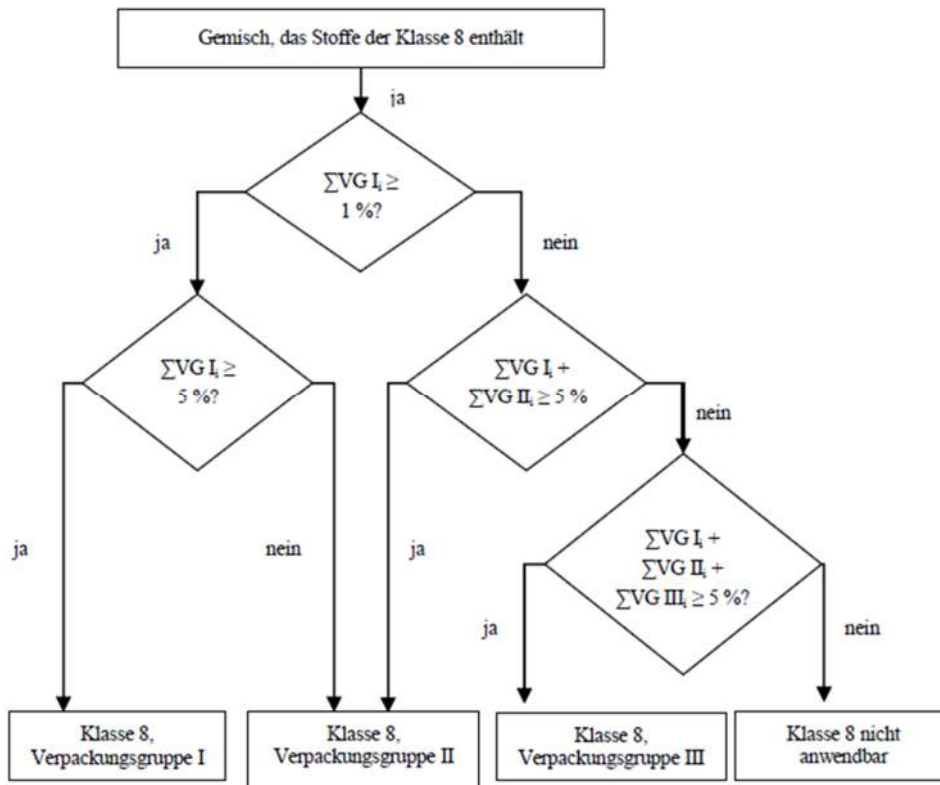 Gemisch, das Stoffe der Klasse 8 enthält
ja
∑VG Iᵢ ≥
1 %?
ja
nein
∑VG Iᵢ ≥
5 %?
∑VG Iᵢ +
∑VG IIᵢ ≥ 5 %
nein
ja
nein
ja
∑VG Iᵢ +
∑VG IIᵢ +
∑VG IIIᵢ ≥ 5 %?
ja
nein
Klasse 8,
Verpackungsgruppe I
Klasse 8,
Verpackungsgruppe II
Klasse 8,
Verpackungsgruppe III
Klasse 8 nicht
anwendbar